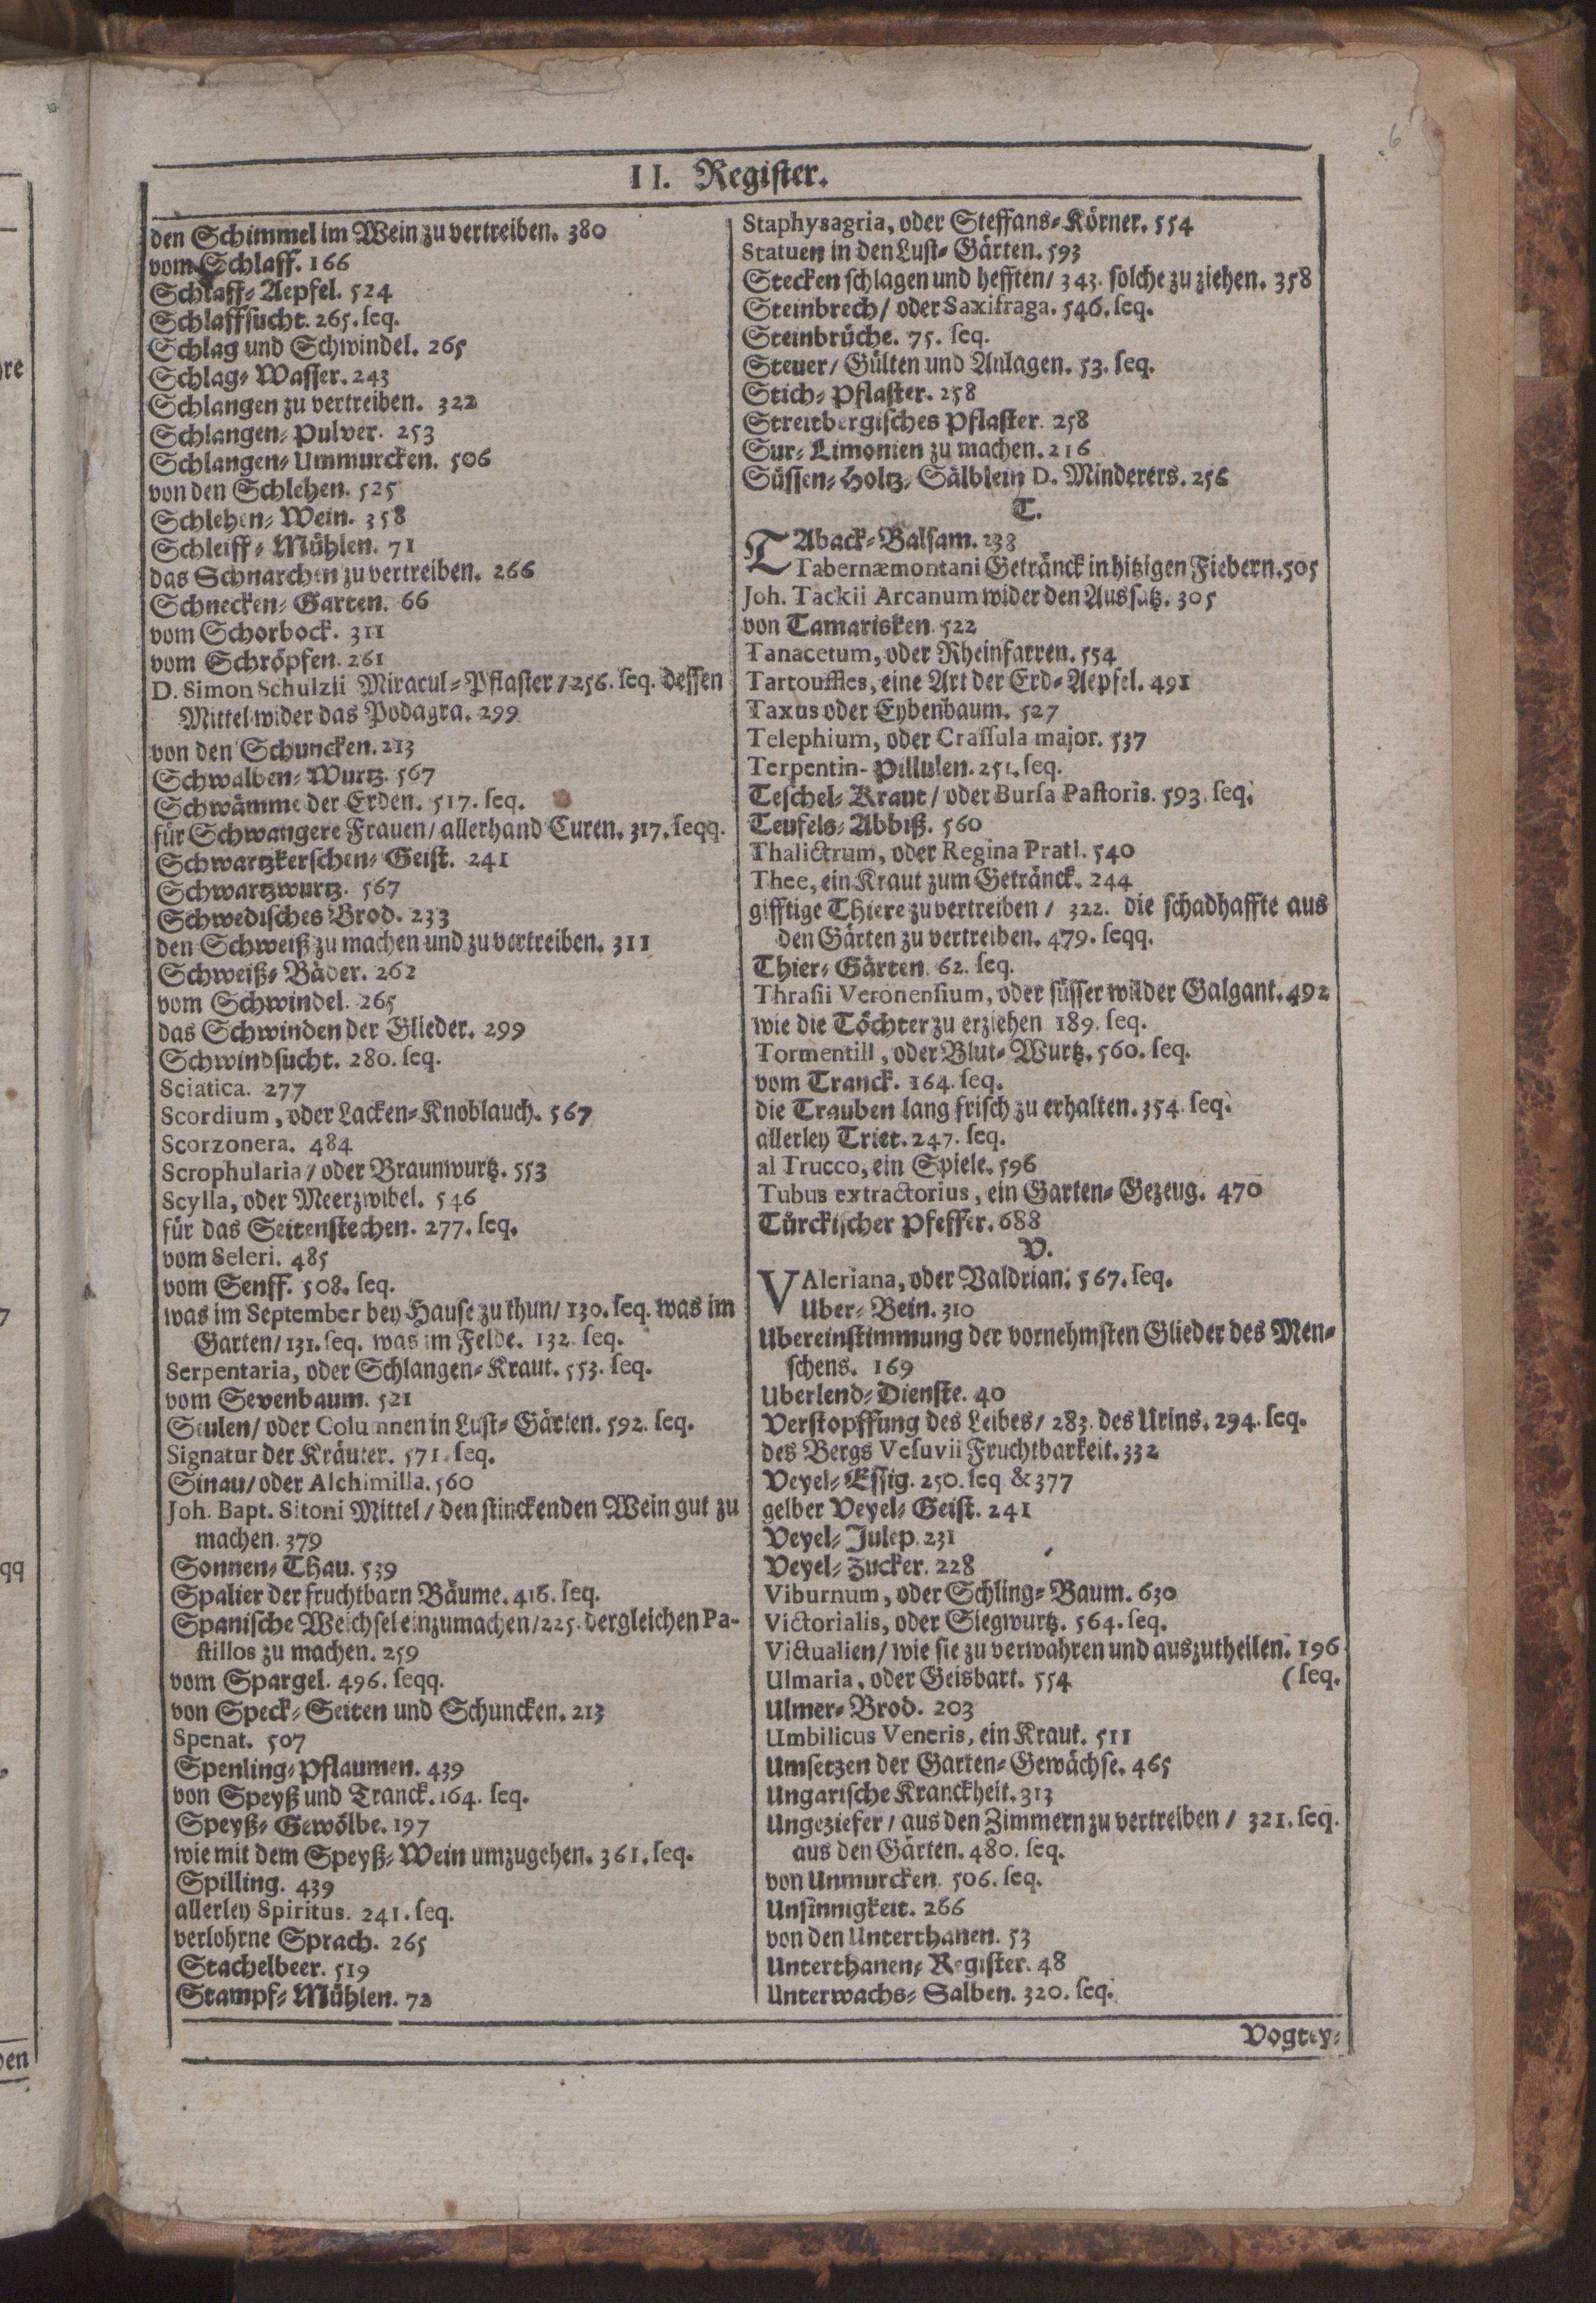 II. Register.
den Schimmel im Wein zu vertreiben. 380
vom Schlaff. 166
Schlaff-Aepfel. 524
Schlaffsucht. 265. seq.
Schlag und Schwindel. 265
Schlag-Wasser. 243
Schlangen zu vertreiben. 322
Schlangen-Pulver. 253
Schlangen-Ummurcken. 506
von den Schlehen. 525
Schlehen-Wein. 358
Schleiff-Mühlen. 71
das Schnarchen zu vertreiben. 266
Schnecken-Garten. 66
vom Schorbock. 311
vom Schröpfen. 261
D. Simon Schulzii Miracul-Pflaster / 256. seq. dessen
Mittel wider das Podagra. 299
von den Schuncken. 213
Schwalben-Wurtz. 567
Schwämme der Erden. 517. seq.
für Schwangere Frauen / allerhand Curen. 317. seqq.
Schwartzkerschen-Geist. 241
Schwartzwurtz. 567
Schwedisches Brod. 233
den Schweiß zu machen und zu vertreiben. 311
Schweiß-Bäder. 262
vom Schwindel. 265
das Schwinden der Glieder. 299
Schwindsucht. 280. seq.
Sciatica. 277
Scordium, oder Lacken-Knoblauch. 567
Scorzonera. 484
Scrophularia / oder Braunwurtz. 553
Scylla, oder Meerzwibel. 546
für das Seitenstechen. 277. seq.
vom Seleri. 485
vom Senff. 508. seq.
was im September bey Hause zu thun / 130. seq. was im
Garten / 131. seq. was im Felde. 132. seq.
Serpentaria, oder Schlangen-Kraut. 553. seq.
vom Sevenbaum. 521
Seulen / oder Columnen in Lust-Gärten. 592. seq.
Signatur der Kräuter. 571. seq.
Sinau / oder Alchimilla. 560
Joh. Bapt. Sitoni Mittel / den stinckenden Wein gut zu
machen. 379
Sonnen-Thau. 539
Spalier der fruchtbarn Bäume. 416. seq.
Spanische Weichsel einzumachen / 225. dergleichen Pa-
stillos zu machen. 259
vom Spargel. 496. seqq.
von Speck-Seiten und Schuncken. 213
Spenat. 507
Spenling-Pflaumen. 439
von Speyß und Tranck. 164. seq.
Speyß-Gewölbe. 197
wie mit dem Speyß-Wein umzugehen. 361. seq.
Spilling. 439
allerley Spiritus. 241. seq.
verlohrne Sprach. 265
Stachelbeer. 519
Stampf-Mühlen. 72
Staphysagria, oder Steffans-Körner. 554
Statuen in den Lust-Gärten. 593
Stecken schlagen und hefften / 343. solche zu ziehen. 358
Steinbrech / oder Saxifraga. 546. seq.
Steinbrüche. 75. seq.
Steuer / Gülten und Anlagen. 53. seq.
Stich-Pflaster. 258
Streitbergisches Pflaster. 258
Sur-Limonien zu machen. 216
Süssen-Holtz-Sälblein D. Minderers. 256
T.
TAback-Balsam. 238
Tabernæmontani Getränck in hitzigen Fiebern. 505
Joh. Tackii Arcanum wider den Aussatz. 305
von Tamarisken. 522
Tanacetum, oder Rheinfarren. 554
Tartouffles, eine Art der Erd-Aepfel. 491
Taxus oder Eybenbaum. 527
Telephium, oder Crassula major. 537
Terpentin-Pillulen. 251. seq.
Teschel-Kraut / oder Bursa Pastoris. 593. seq.
Teufels-Abbiß. 560
Thalictrum, oder Regina Prati. 540
Thee, ein Kraut zum Getränck. 244
gifftige Thiere zu vertreiben / 322. die schadhaffte aus
den Gärten zu vertreiben. 479. seqq.
Thier-Gärten. 62. seq.
Thrasii Veronensium, oder süsser wilder Galgant. 492
wie die Töchter zu erziehen 189. seq.
Tormentill, oder Blut-Wurtz. 560. seq.
vom Tranck. 164. seq.
die Trauben lang frisch zu erhalten. 354. seq.
allerley Triet. 247. seq.
al Trucco, ein Spiele. 596
Tubus extractorius, ein Garten-Gezeug. 470
Türckischer Pfeffer. 688
V.
VAleriana, oder Baldrian. 567. seq.
Uber-Bein. 310
Ubereinstimmung der vornehmsten Glieder des Men-
schens. 169
Uberlend-Dienste. 40
Verstopffung des Leibes / 283. des Urins. 294. seq.
des Bergs Vesuvii Fruchtbarkeit. 332
Veyel-Essig. 250. seq & 377
gelber Veyel-Geist. 241
Veyel-Julep. 231
Veyel-Zucker. 228
Viburnum, oder Schling-Baum. 630
Victorialis, oder Siegwurtz. 564. seq.
Victualien / wie sie zu verwahren und auszutheilen. 196
Ulmaria, oder Geisbart. 554 (seq.
Ulmer-Brod. 203
Umbilicus Veneris, ein Kraut. 511
Umsetzen der Garten-Gewächse. 465
Ungarische Kranckheit. 313
Ungeziefer / aus den Zimmern zu vertreiben / 321. seq.
aus den Gärten. 480. seq.
von Unmurcken. 506. seq.
Unsinnigkeit. 266
von den Unterthanen. 53
Unterthanen-Register. 48
Unterwachs-Salben. 320. seq.
Vogtey-